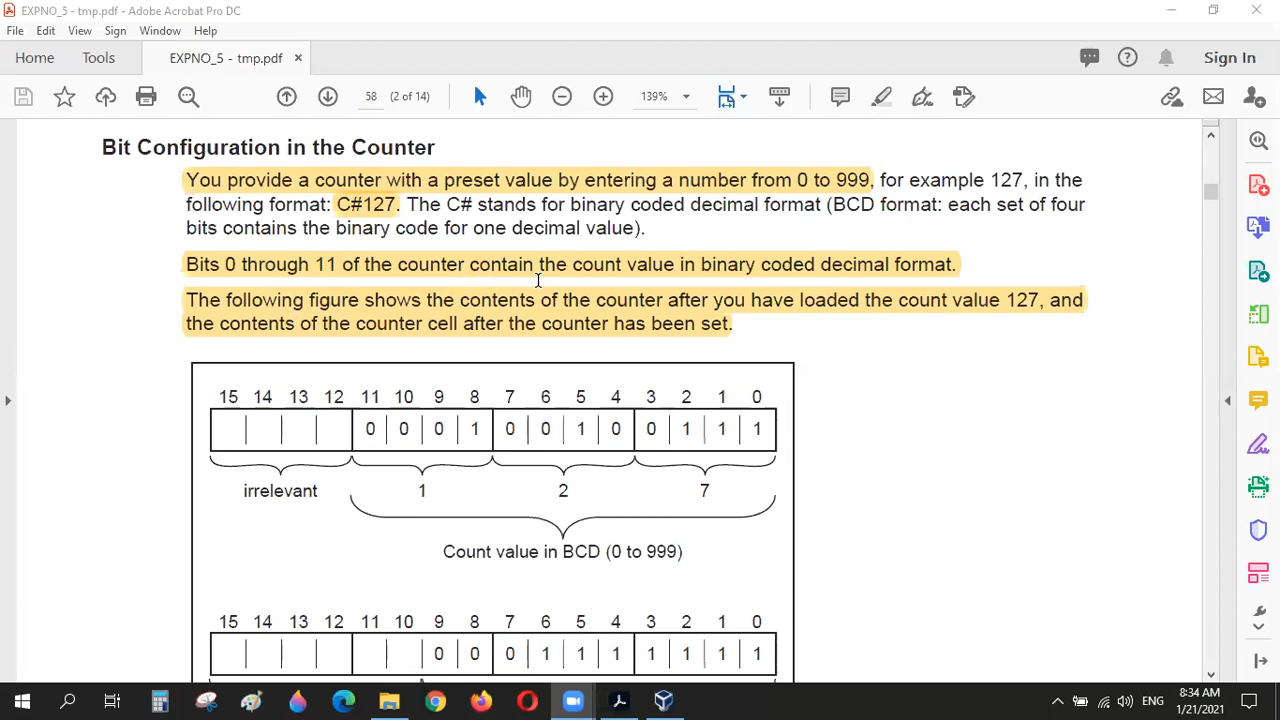 EXPNO_5 - tmp.pdf - Adobe Acrobat Pro DC
File Edit View Sign Window Help
Home Tools EXPNO_5 - tmp.pdf × Sign In
58 (2 of 14) 139%
Bit Configuration in the Counter
You provide a counter with a preset value by entering a number from 0 to 999, for example 127, in the
following format: C#127. The C# stands for binary coded decimal format (BCD format: each set of four
bits contains the binary code for one decimal value).
Bits 0 through 11 of the counter contain the count value in binary coded decimal format.
The following figure shows the contents of the counter after you have loaded the count value 127, and
the contents of the counter cell after the counter has been set.
15 14 13 12 11 10 9 8 7 6 5 4 3 2 1 0
0 0 0 1 0 0 1 0 0 1 1 1
irrelevant 1 2 7
Count value in BCD (0 to 999)
15 14 13 12 11 10 9 8 7 6 5 4 3 2 1 0
0 0 0 1 1 1 1 1 1 1
ENG 8:34 AM
1/21/2021